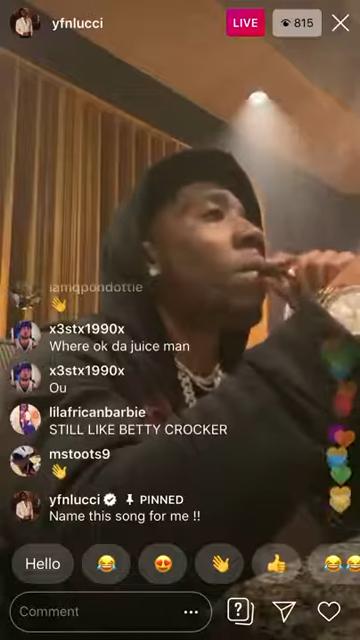 yfnlucci
LIVE
815
iamqpondottie
👋
x3stx1990x
Where ok da juice man
x3stx1990x
Ou
lilafricanbarbie
STILL LIKE BETTY CROCKER
mstoots9
👋
yfnlucci PINNED
Name this song for me !!
Hello 😂 😍 👋 👍 😂😂
Comment ...